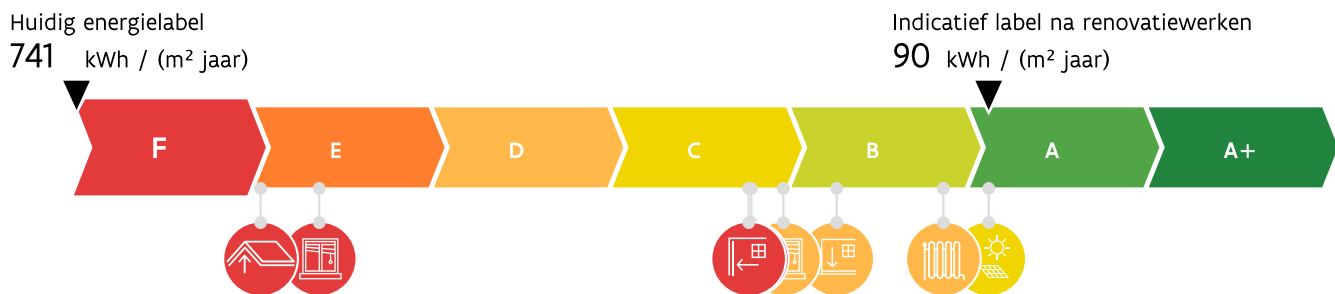 Huidig energielabel
741 kWh / (m² jaar)
Indicatief label na renovatiewerken
90 kWh / (m² jaar)
F E D C B A A+